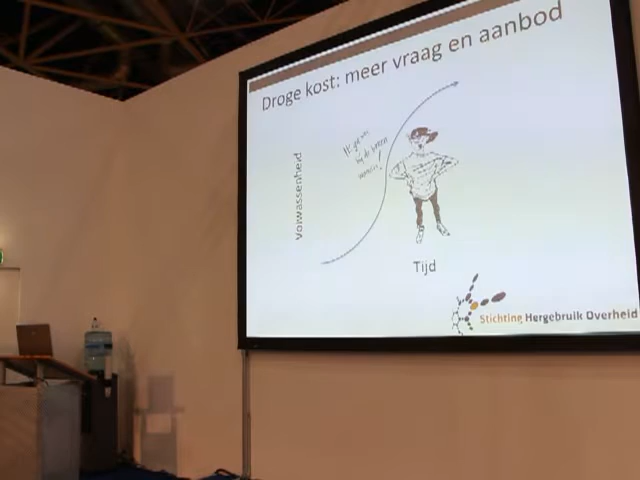 Droge kost: meer vraag en aanbod
Volwassenheid
Tijd
Stichting Hergebruik Overheid